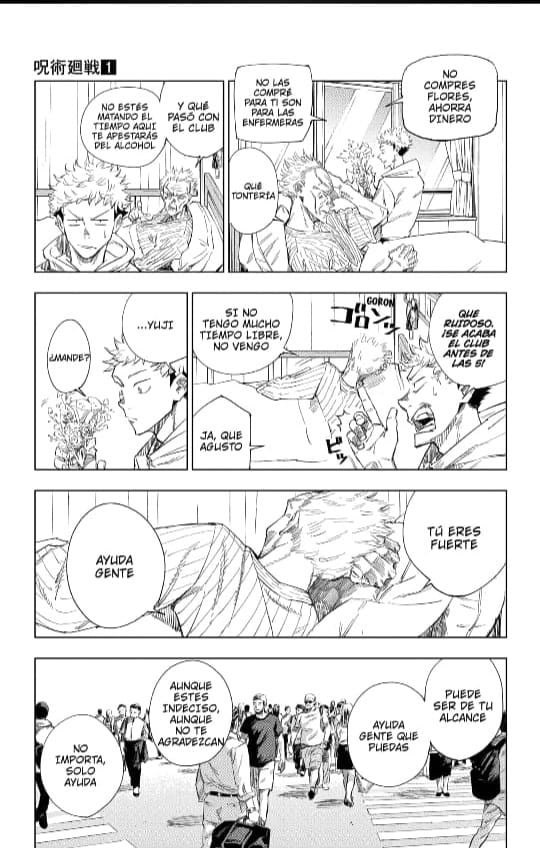 呪術廻戦1
NO
COMPRES
FLORES,
AHORRA
DINERO
NO LAS
COMPRÉ
PARA TI SON
PARA LAS
ENFERMERAS
QUÉ
TONTERÍA
Y QUÉ
PASÓ CON
EL CLUB
NO ESTÉS
MATANDO EL
TIEMPO AQUI
TE APESTARÁS
DEL ALCOHOL
QUE
RUIDOSO.
¡SE ACABA
EL CLUB
ANTES DE
LAS 5!
GORON
ゴロンッ
SI NO
TENGO MUCHO
TIEMPO LIBRE,
NO VENGO
JA, QUE
AGUSTO
ビッ
...YUJI
¿MANDE?
TÚ ERES
FUERTE
AYUDA
GENTE
PUEDE
SER DE TU
ALCANCE
AYUDA
GENTE QUE
PUEDAS
AUNQUE
ESTES
INDECISO,
AUNQUE
NO TE
AGRADEZCAN
NO
IMPORTA,
SOLO
AYUDA